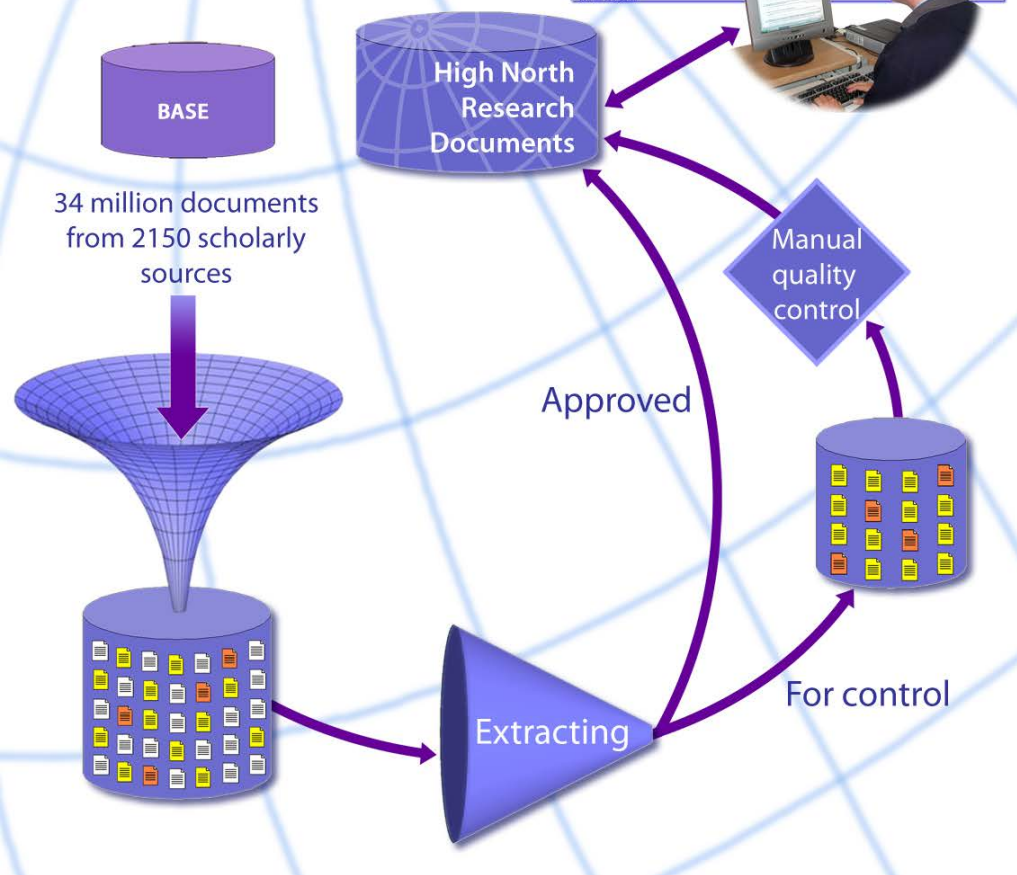 BASE
34 million documents
from 2150 scholarly
sources
High North
Research
Documents
Manual
quality
control
Approved
For control
Extracting